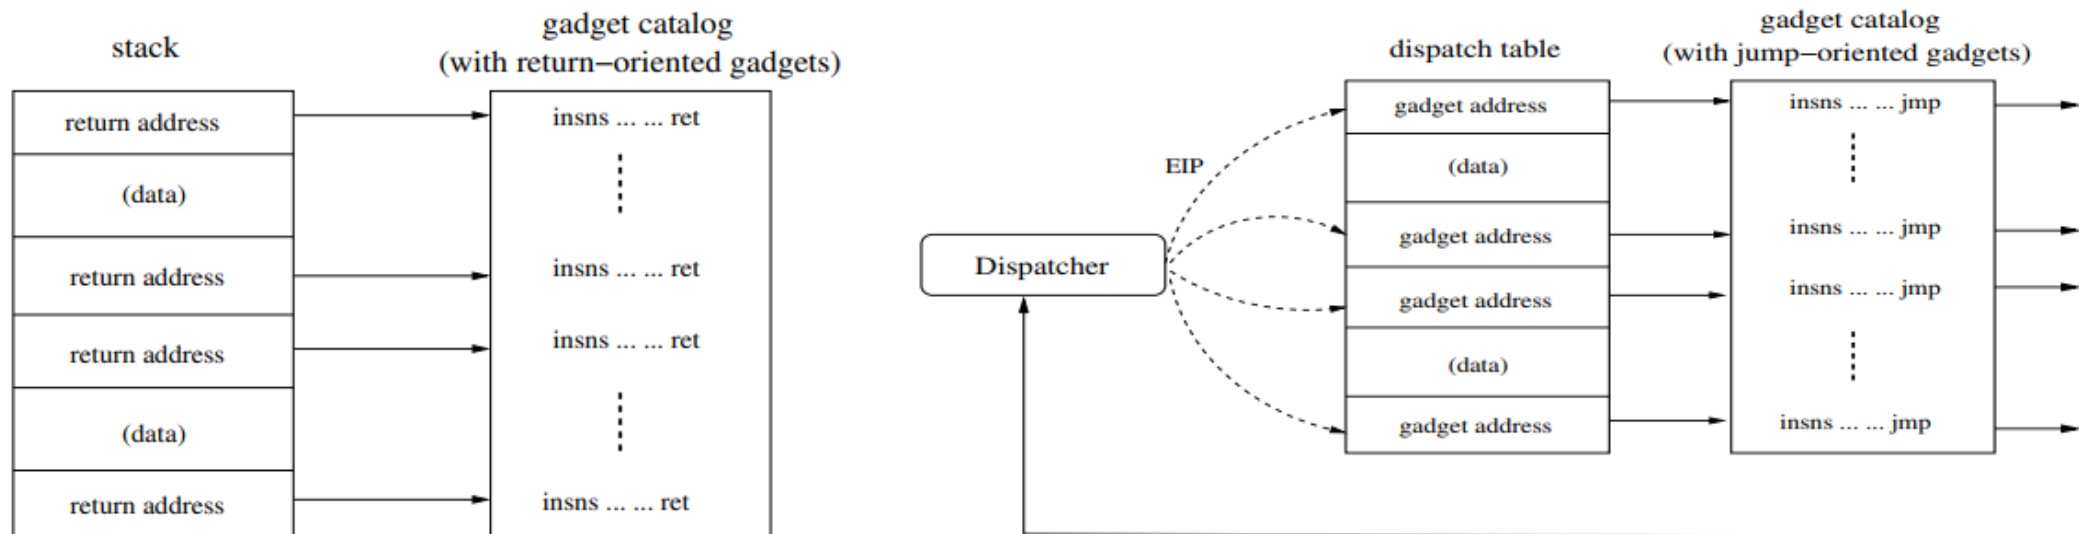 stack
gadget catalog
(with return−oriented gadgets)
return address
(data)
return address
return address
(data)
return address
insns ... ... ret
insns ... ... ret
insns ... ... ret
insns ... ... ret
Dispatcher
EIP
dispatch table
gadget address
(data)
gadget address
gadget address
(data)
gadget address
gadget catalog
(with jump−oriented gadgets)
insns ... ... jmp
insns ... ... jmp
insns ... ... jmp
insns ... ... jmp